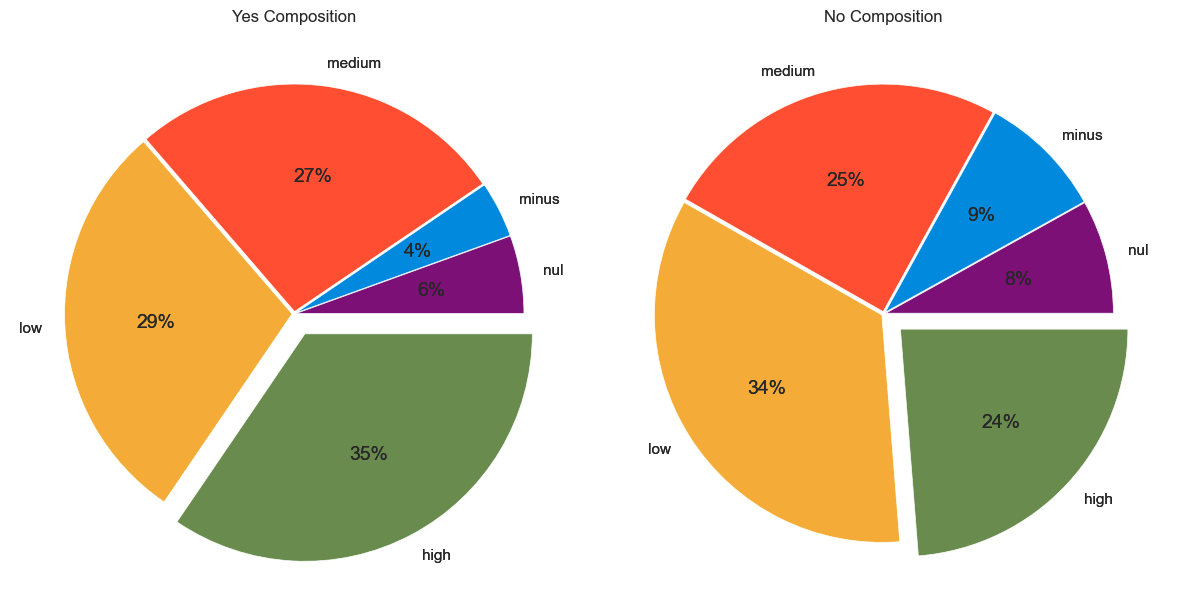 Yes Composition
medium
27%
minus
4%
nul
6%
low
29%
35%
high
No Composition
medium
25%
minus
9%
nul
8%
low
34%
24%
high